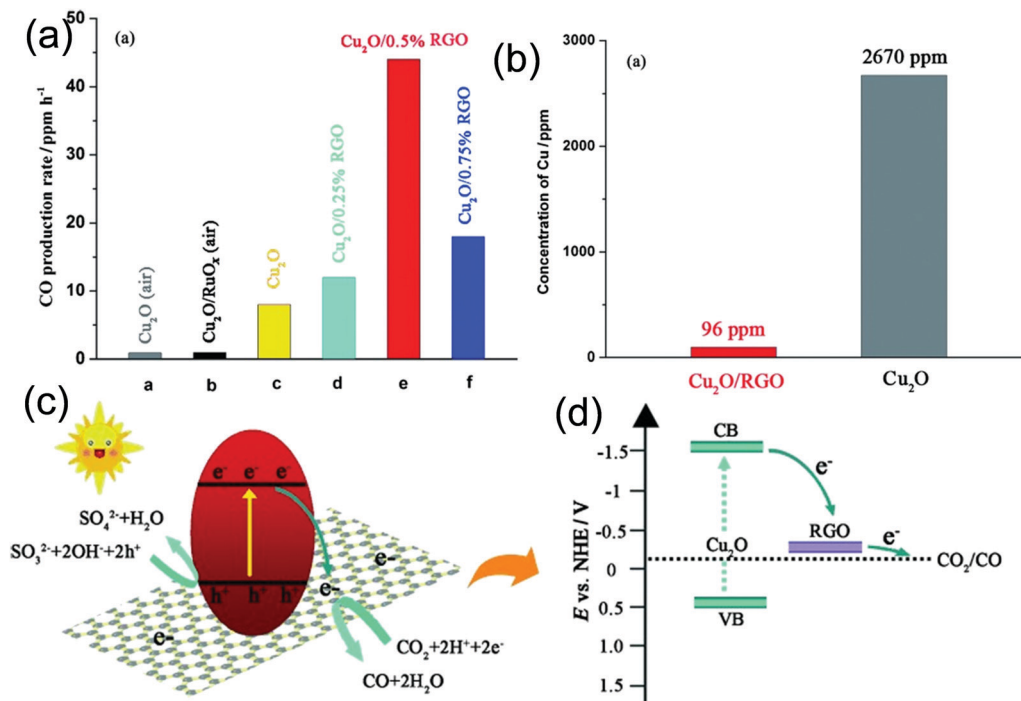 (a)
(a)
CO production rate / ppm h⁻¹
50
40
30
20
10
0
Cu₂O (air)
Cu₂O/RuOₓ (air)
Cu₂O
Cu₂O/0.25% RGO
Cu₂O/0.5% RGO
Cu₂O/0.75% RGO
a b c d e f
(b)
(a)
Concentration of Cu /ppm
3000
2000
1000
0
96 ppm
2670 ppm
Cu₂O/RGO
Cu₂O
(c)
e⁻ e⁻ e⁻
SO₄²⁻+H₂O
SO₃²⁻+2OH⁻+2h⁺
h⁺ h⁺ h⁺
e-
e-
e-
CO₂+2H⁺+2e⁻
CO+2H₂O
(d)
E vs. NHE / V
-1.5
-1
-0.5
0
0.5
1.0
1.5
CB
e⁻
Cu₂O
RGO
e⁻
CO₂/CO
VB